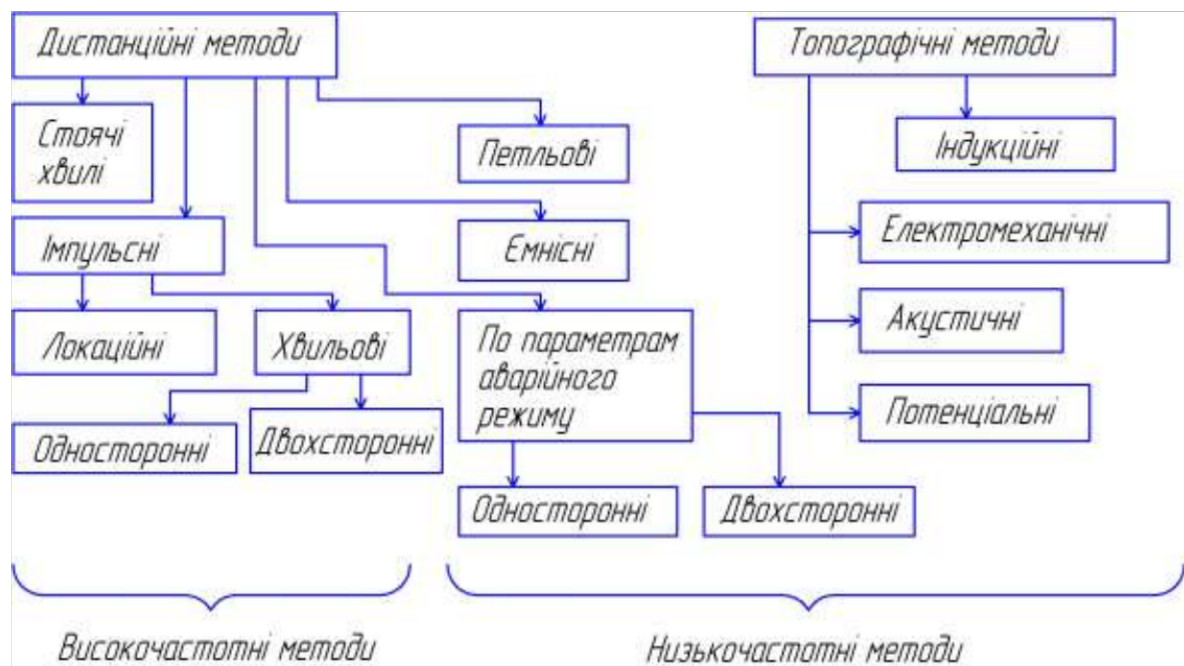 Дистанційні методи
Топографічні методи
Стоячі
хвилі
Петльові
Індукційні
Імпульсні
Ємнісні
Електромеханічні
Локаційні
Хвильові
По параметрам
аварійного
режиму
Акустичні
Потенціальні
Односторонні
Двохсторонні
Односторонні
Двохсторонні
Високочастотні методи
Низькочастотні методи